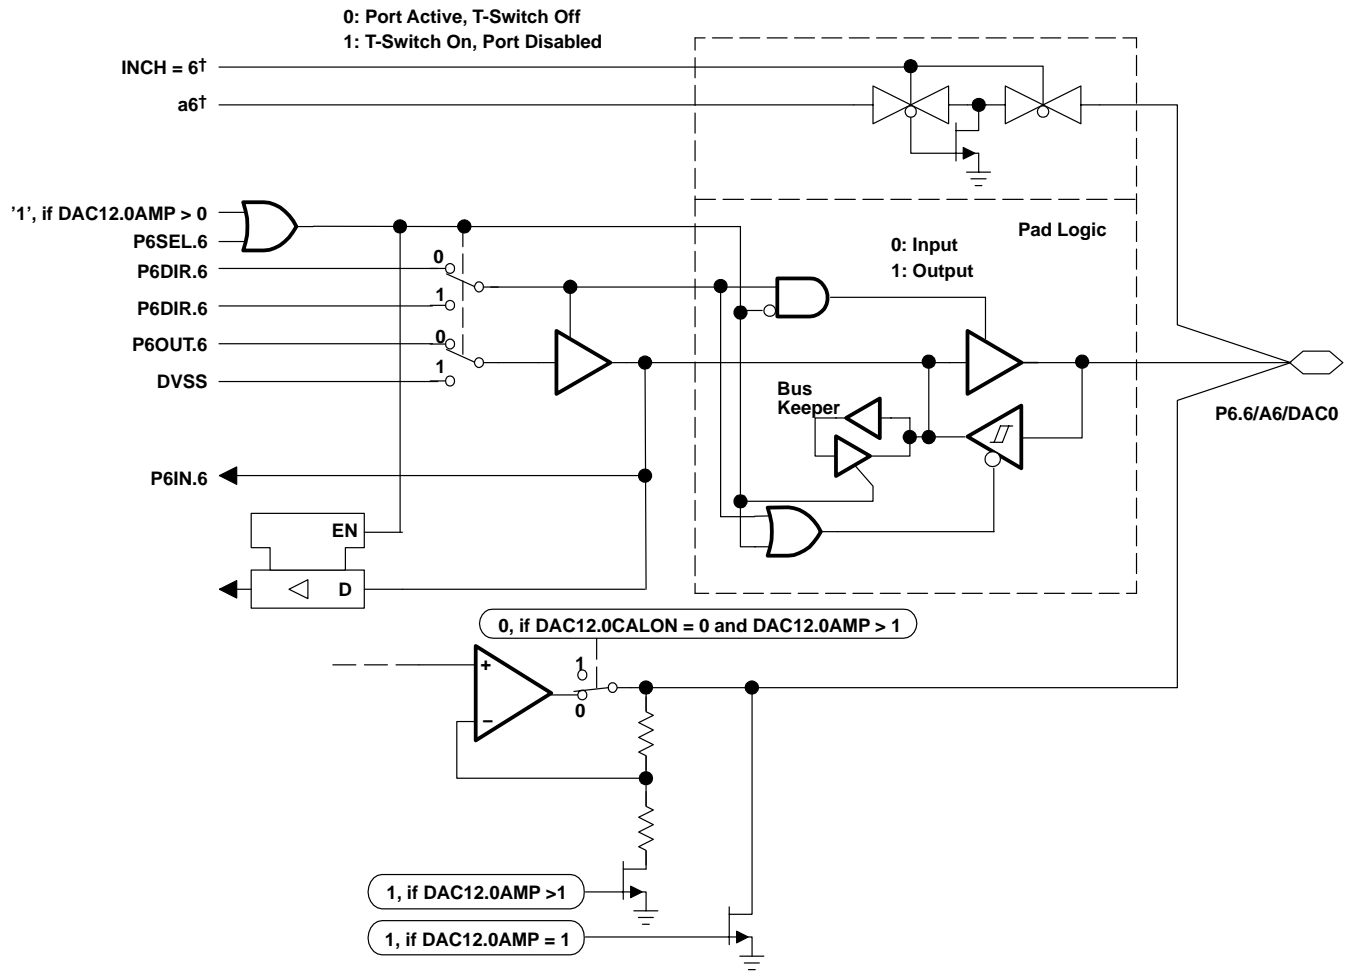 0: Port Active, T-Switch Off
1: T-Switch On, Port Disabled
INCH = 6†
a6†
'1', if DAC12.0AMP > 0
P6SEL.6
P6DIR.6
0
P6DIR.6
1
P6OUT.6
0
DVSS
1
Pad Logic
0: Input
1: Output
Bus
Keeper
P6.6/A6/DAC0
P6IN.6
EN
D
0, if DAC12.0CALON = 0 and DAC12.0AMP > 1
+
−
1
0
1, if DAC12.0AMP >1
1, if DAC12.0AMP = 1